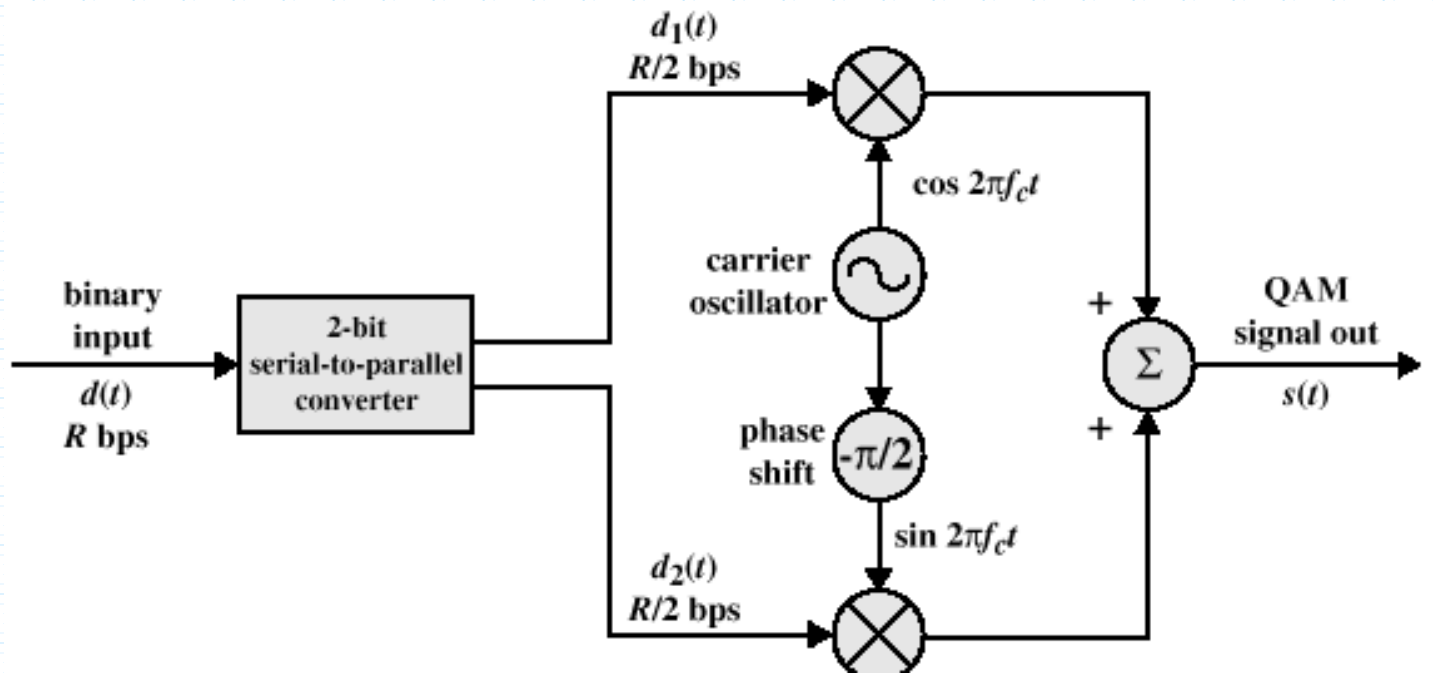 d1(t)
R/2 bps
cos 2πfct
carrier
oscillator
binary
input
d(t)
R bps
2-bit
serial-to-parallel
converter
+
Σ
+
QAM
signal out
s(t)
phase
shift
-π/2
sin 2πfct
d2(t)
R/2 bps